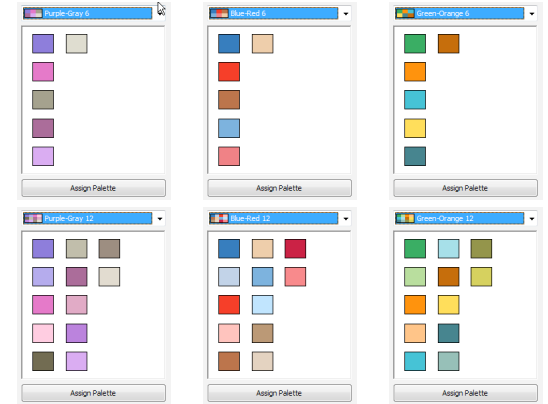 Purple-Gray 6
Blue-Red 6
Green-Orange 6
Assign Palette
Assign Palette
Assign Palette
Purple-Gray 12
Blue-Red 12
Green-Orange 12
Assign Palette
Assign Palette
Assign Palette